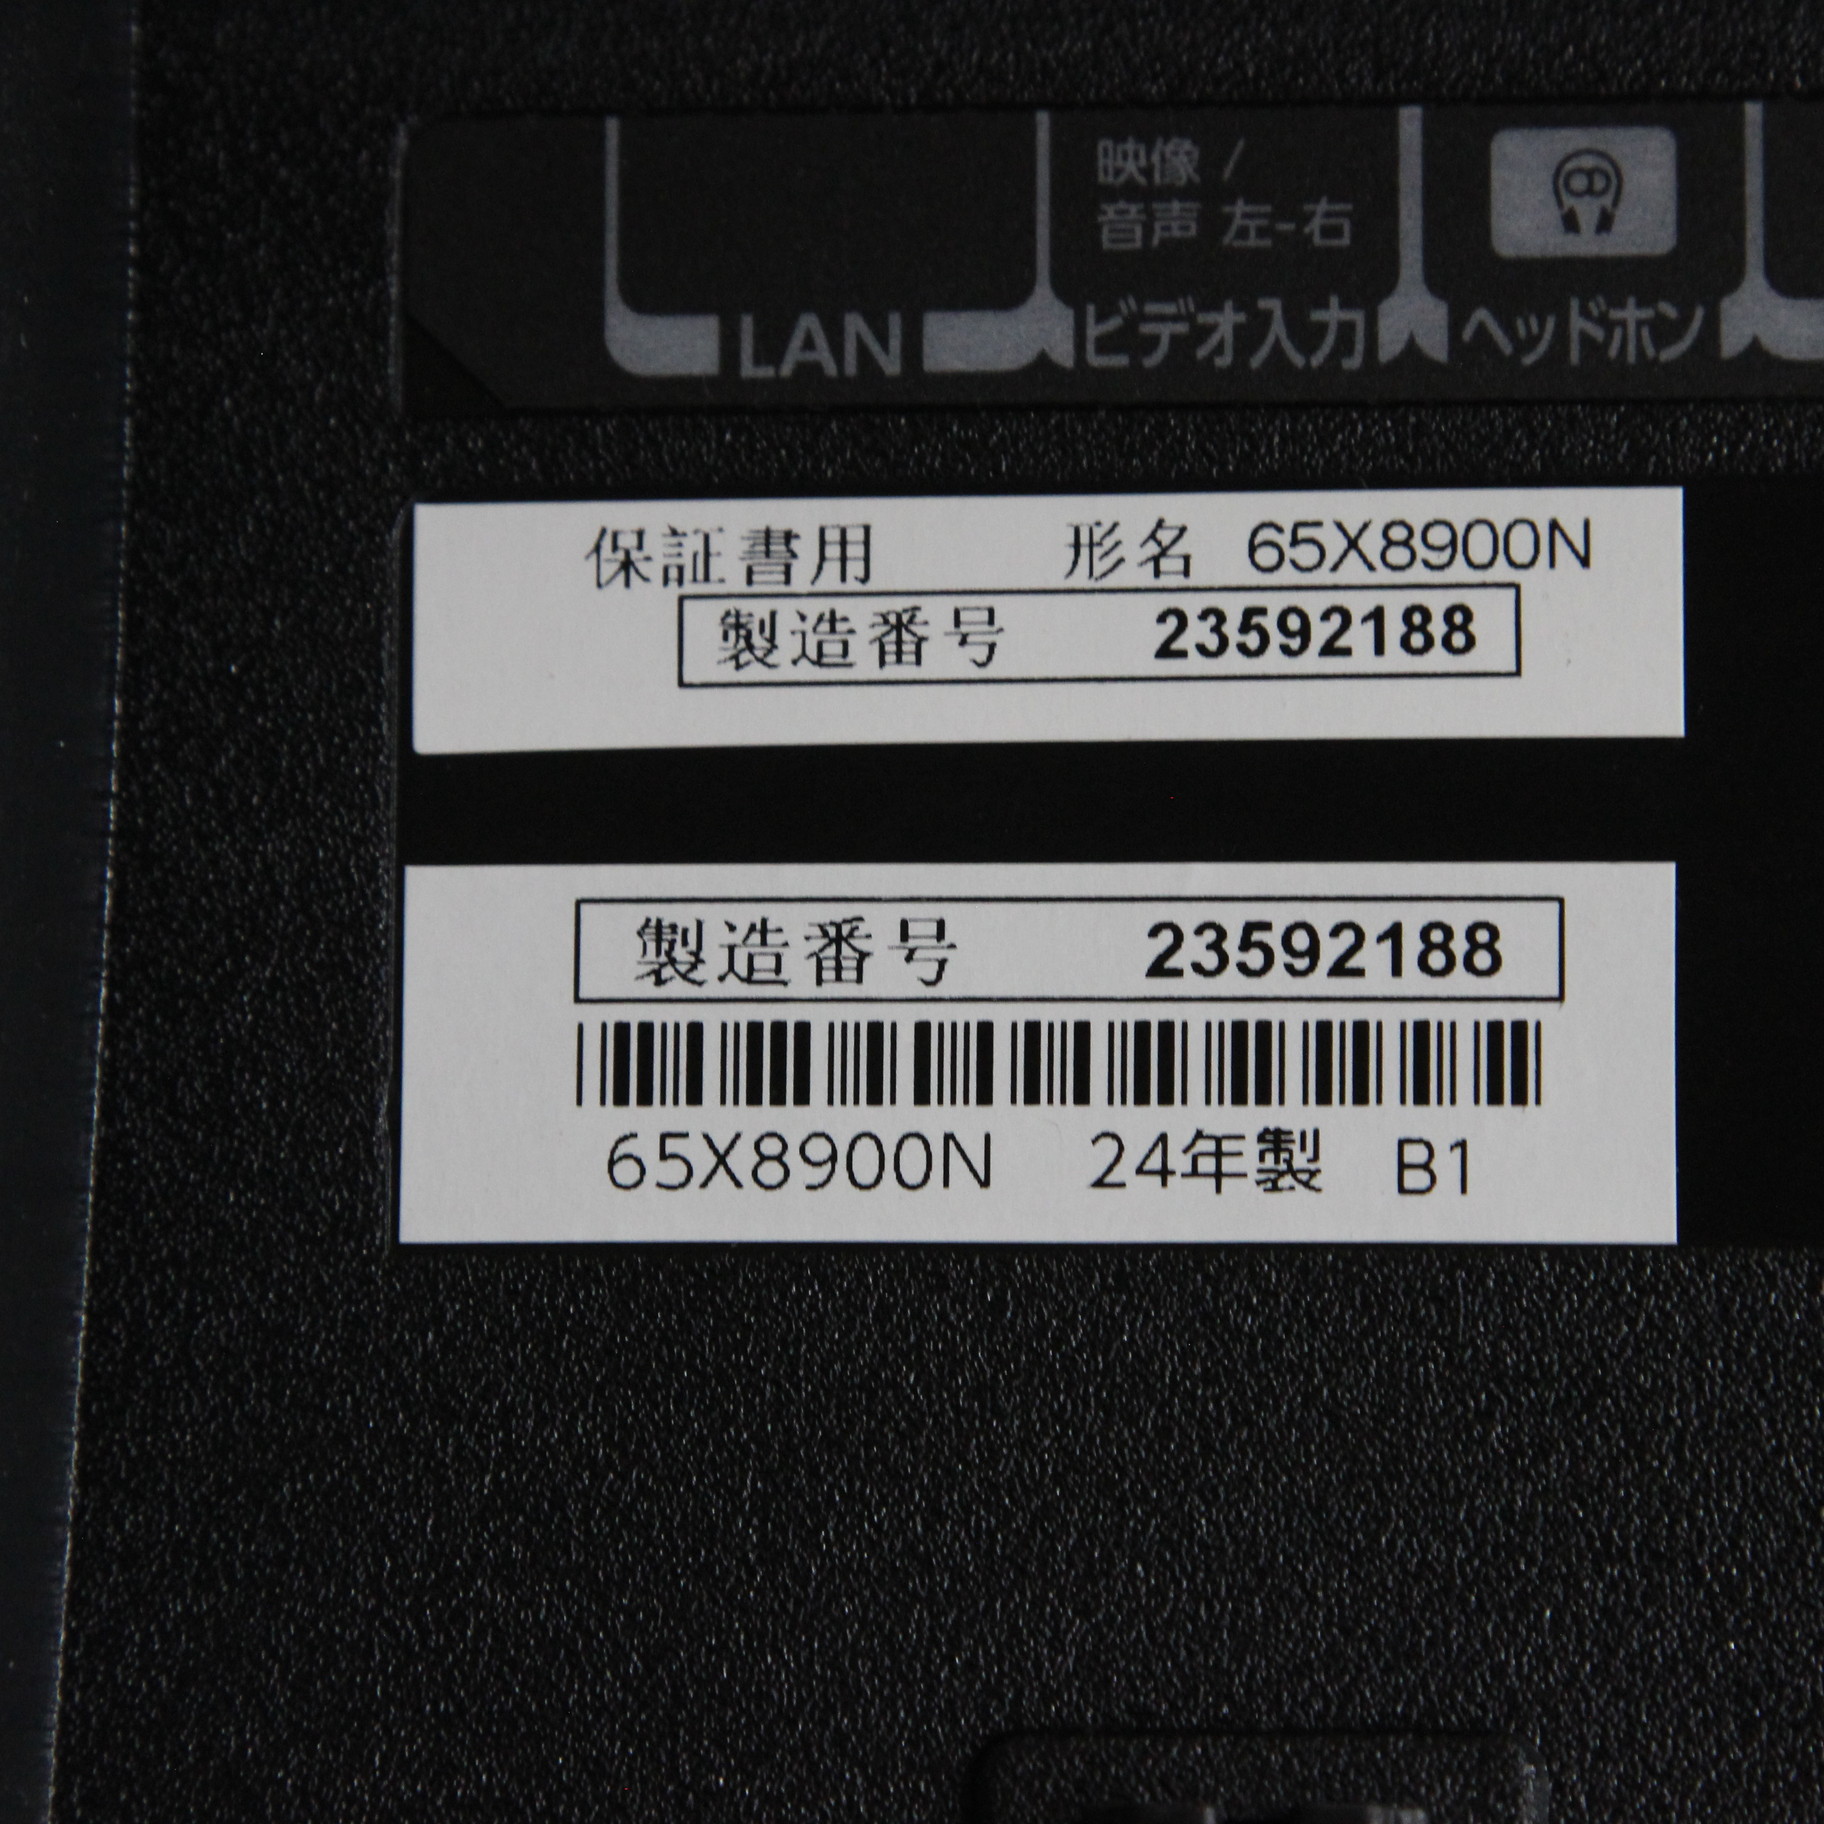 映像 /
音声 左-右
LAN ビデオ入力 ヘッドホン
保証書用 形名 65X8900N
製造番号 23592188
製造番号 23592188
65X8900N 24年製 B1